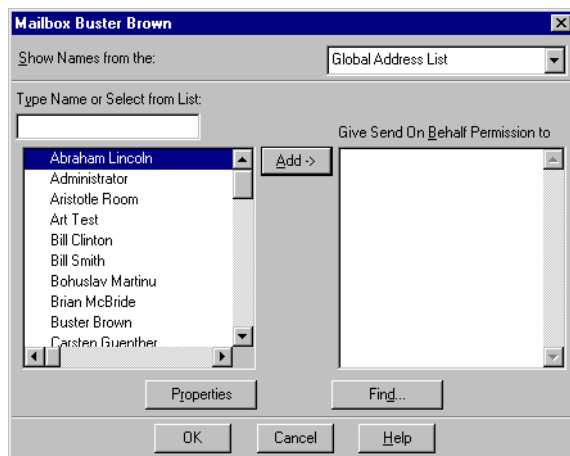 Mailbox Buster Brown
Show Names from the:
Global Address List
Type Name or Select from List:
Give Send On Behalf Permission to
Abraham Lincoln
Add ->
Administrator
Aristotle Room
Art Test
Bill Clinton
Bill Smith
Bohuslav Martinu
Brian McBride
Buster Brown
Carsten Guenther
Properties
Find...
OK
Cancel
Help